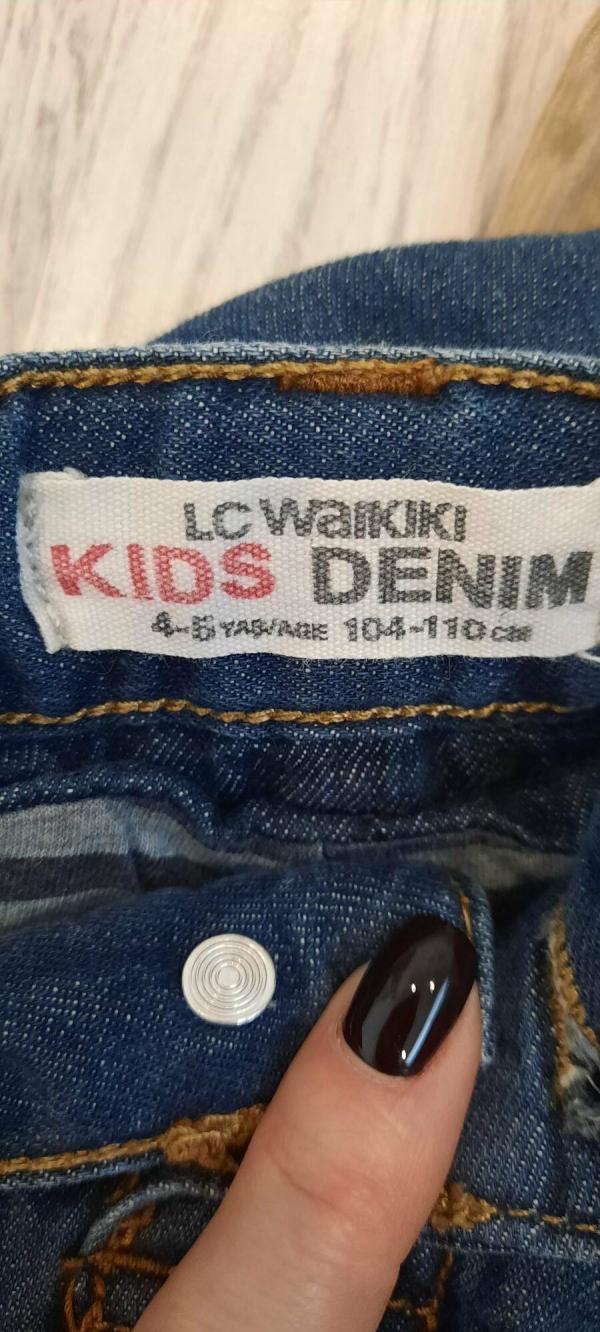 LC Waikiki
KIDS DENIM
4-5 YAŞ/AGE 104-110 CM